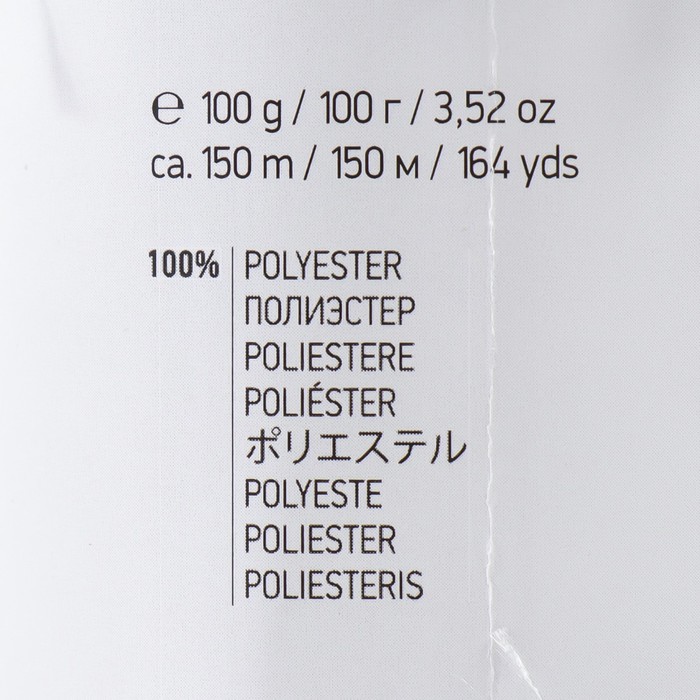 ℮ 100 g / 100 г / 3,52 oz
ca. 150 m / 150 м / 164 yds
100% POLYESTER
ПОЛИЭСТЕР
POLIESTERE
POLIÉSTER
ポリエステル
POLYESTE
POLIESTER
POLIESTERIS